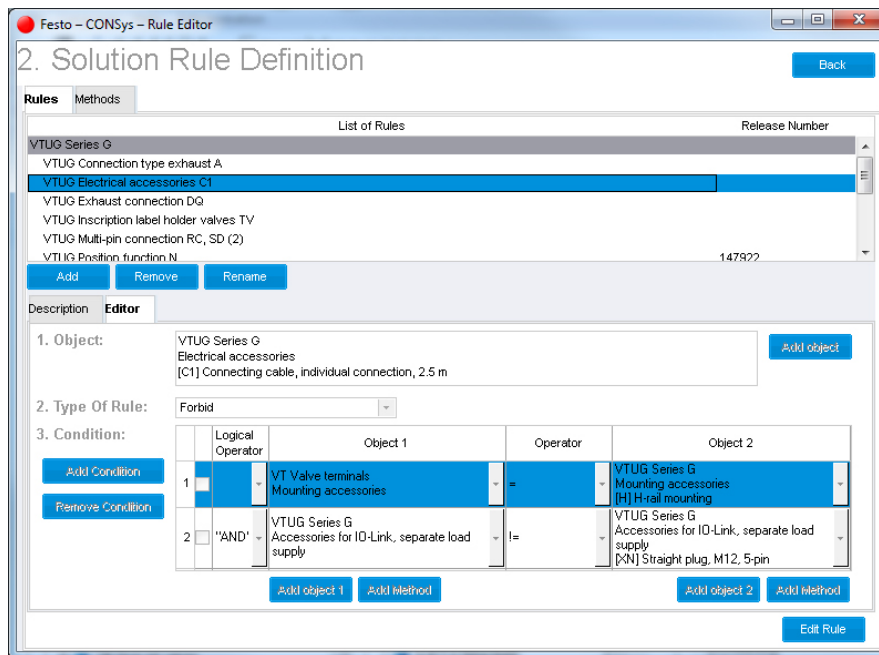 Festo – CONSys – Rule Editor
2. Solution Rule Definition
Back
Rules Methods
List of Rules Release Number
VTUG Series G
VTUG Connection type exhaust A
VTUG Electrical accessories C1
VTUG Exhaust connection DQ
VTUG Inscription label holder valves TV
VTUG Multi-pin connection RC, SD (2)
VTUG Position function N 147922
Add Remove Rename
Description Editor
1. Object:
VTUG Series G
Electrical accessories
[C1] Connecting cable, individual connection, 2.5 m
Add object
2. Type Of Rule: Forbid
3. Condition:
Add Condition
Remove Condition
Logical
Operator
Object 1 Operator Object 2
1
VT Valve terminals
Mounting accessories
=
VTUG Series G
Mounting accessories
[H] H-rail mounting
2 "AND'
VTUG Series G
Accessories for IO-Link, separate load
supply
!=
VTUG Series G
Accessories for IO-Link, separate load
supply
[XN] Straight plug, M12, 5-pin
Add object 1 Add Method Add object 2 Add Method
Edit Rule